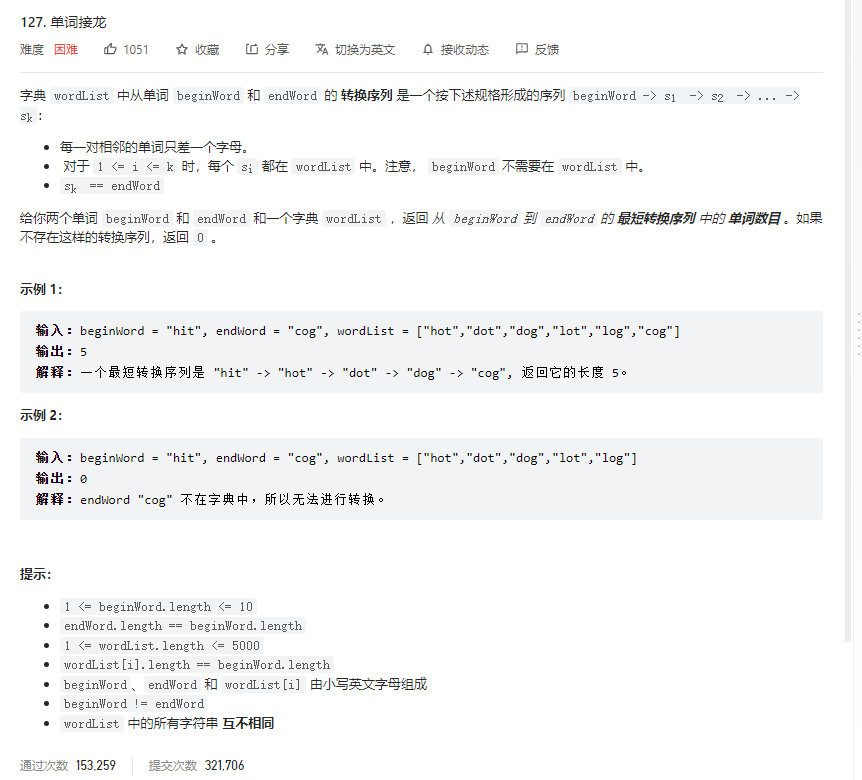 127. 单词接龙
难度 困难 1051 收藏 分享 切换为英文 接收动态 反馈
字典 wordList 中从单词 beginWord 和 endWord 的 转换序列 是一个按下述规格形成的序列 beginWord -> s1 -> s2 -> ... ->
sk：
每一对相邻的单词只差一个字母。
对于 1 <= i <= k 时，每个 si 都在 wordList 中。注意， beginWord 不需要在 wordList 中。
sk == endWord
给你两个单词 beginWord 和 endWord 和一个字典 wordList ，返回 从 beginWord 到 endWord 的 最短转换序列 中的 单词数目 。如果
不存在这样的转换序列，返回 0 。
示例 1：
输入：beginWord = "hit", endWord = "cog", wordList = ["hot","dot","dog","lot","log","cog"]
输出：5
解释：一个最短转换序列是 "hit" -> "hot" -> "dot" -> "dog" -> "cog", 返回它的长度 5。
示例 2：
输入：beginWord = "hit", endWord = "cog", wordList = ["hot","dot","dog","lot","log"]
输出：0
解释：endWord "cog" 不在字典中，所以无法进行转换。
提示：
1 <= beginWord.length <= 10
endWord.length == beginWord.length
1 <= wordList.length <= 5000
wordList[i].length == beginWord.length
beginWord、endWord 和 wordList[i] 由小写英文字母组成
beginWord != endWord
wordList 中的所有字符串 互不相同
通过次数 153,259 提交次数 321,706